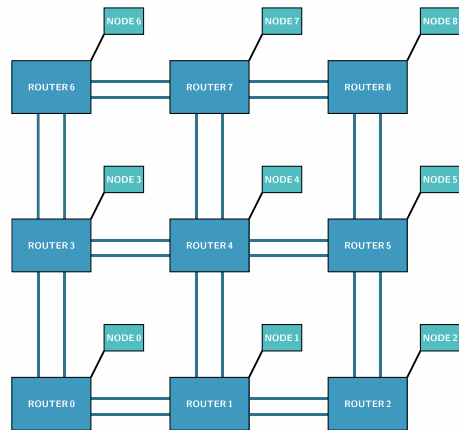 NODE 6
NODE 7
NODE 8
ROUTER 6
ROUTER 7
ROUTER 8
NODE 3
NODE 4
NODE 5
ROUTER 3
ROUTER 4
ROUTER 5
NODE 0
NODE 1
NODE 2
ROUTER 0
ROUTER 1
ROUTER 2